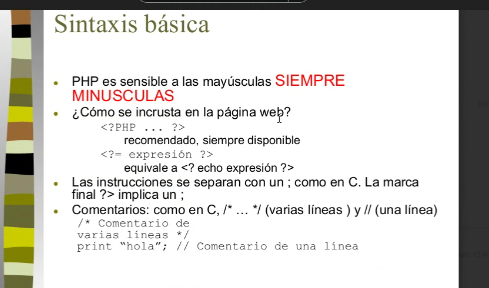 Sintaxis básica
PHP es sensible a las mayúsculas SIEMPRE
MINUSCULAS
¿Cómo se incrusta en la página web?
<?PHP ... ?>
recomendado, siempre disponible
<?= expresión ?>
equivale a <? echo expresión ?>
Las instrucciones se separan con un ; como en C. La marca
final ?> implica un ;
Comentarios: como en C, /* … */ (varias líneas ) y // (una línea)
/* Comentario de
varias líneas */
print “hola”; // Comentario de una línea